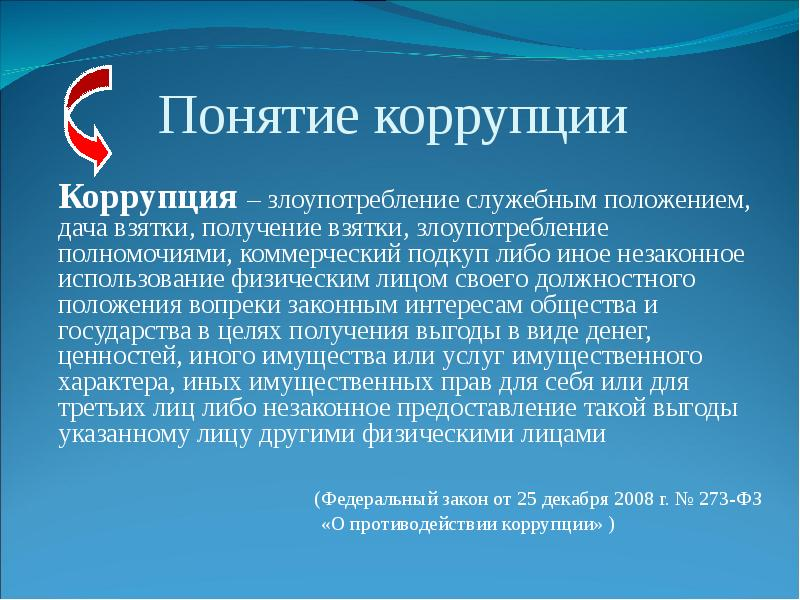 Понятие коррупции
Коррупция – злоупотребление служебным положением,
дача взятки, получение взятки, злоупотребление
полномочиями, коммерческий подкуп либо иное незаконное
использование физическим лицом своего должностного
положения вопреки законным интересам общества и
государства в целях получения выгоды в виде денег,
ценностей, иного имущества или услуг имущественного
характера, иных имущественных прав для себя или для
третьих лиц либо незаконное предоставление такой выгоды
указанному лицу другими физическими лицами
(Федеральный закон от 25 декабря 2008 г. № 273-ФЗ
«О противодействии коррупции» )